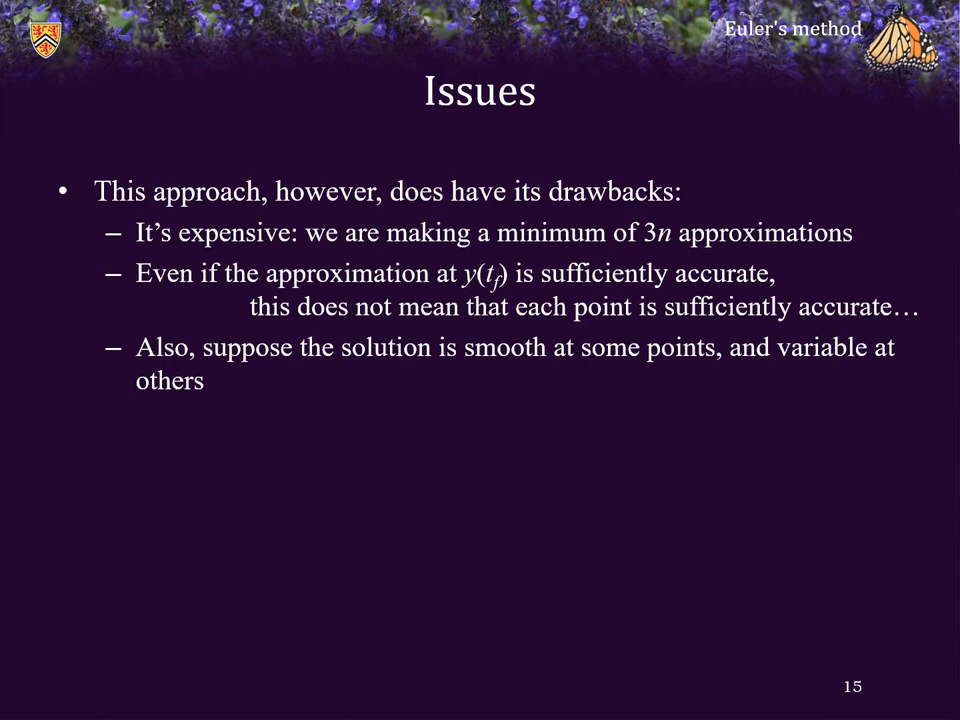 Euler's method
Issues
• This approach, however, does have its drawbacks:
– It’s expensive: we are making a minimum of 3n approximations
– Even if the approximation at y(tf) is sufficiently accurate,
this does not mean that each point is sufficiently accurate…
– Also, suppose the solution is smooth at some points, and variable at
others
15